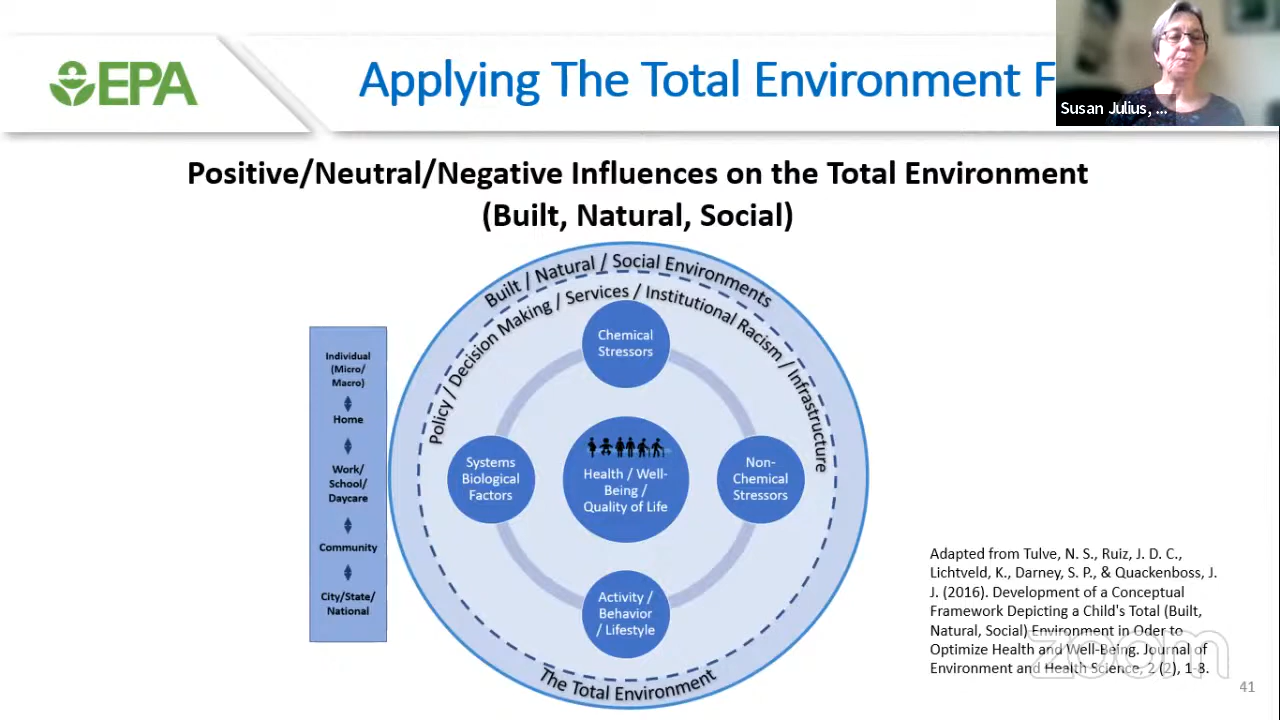 EPA
Applying The Total Environment F
Susan Julius, ...
Positive/Neutral/Negative Influences on the Total Environment
(Built, Natural, Social)
Built / Natural / Social Environments
Policy / Decision Making / Services / Institutional Racism / Infrastructure
Chemical
Stressors
Individual
(Micro/
Macro)
Home
Work/
School/
Daycare
Community
City/State/
National
Systems
Biological
Factors
Health / Well-
Being /
Quality of Life
Non-
Chemical
Stressors
Activity /
Behavior
/ Lifestyle
The Total Environment
Adapted from Tulve, N. S., Ruiz, J. D. C.,
Lichtveld, K., Darney, S. P., & Quackenboss, J.
J. (2016). Development of a Conceptual
Framework Depicting a Child's Total (Built,
Natural, Social) Environment in Oder to
Optimize Health and Well-Being. Journal of
Environment and Health Science, 2 (2), 1-8.
zoom
41